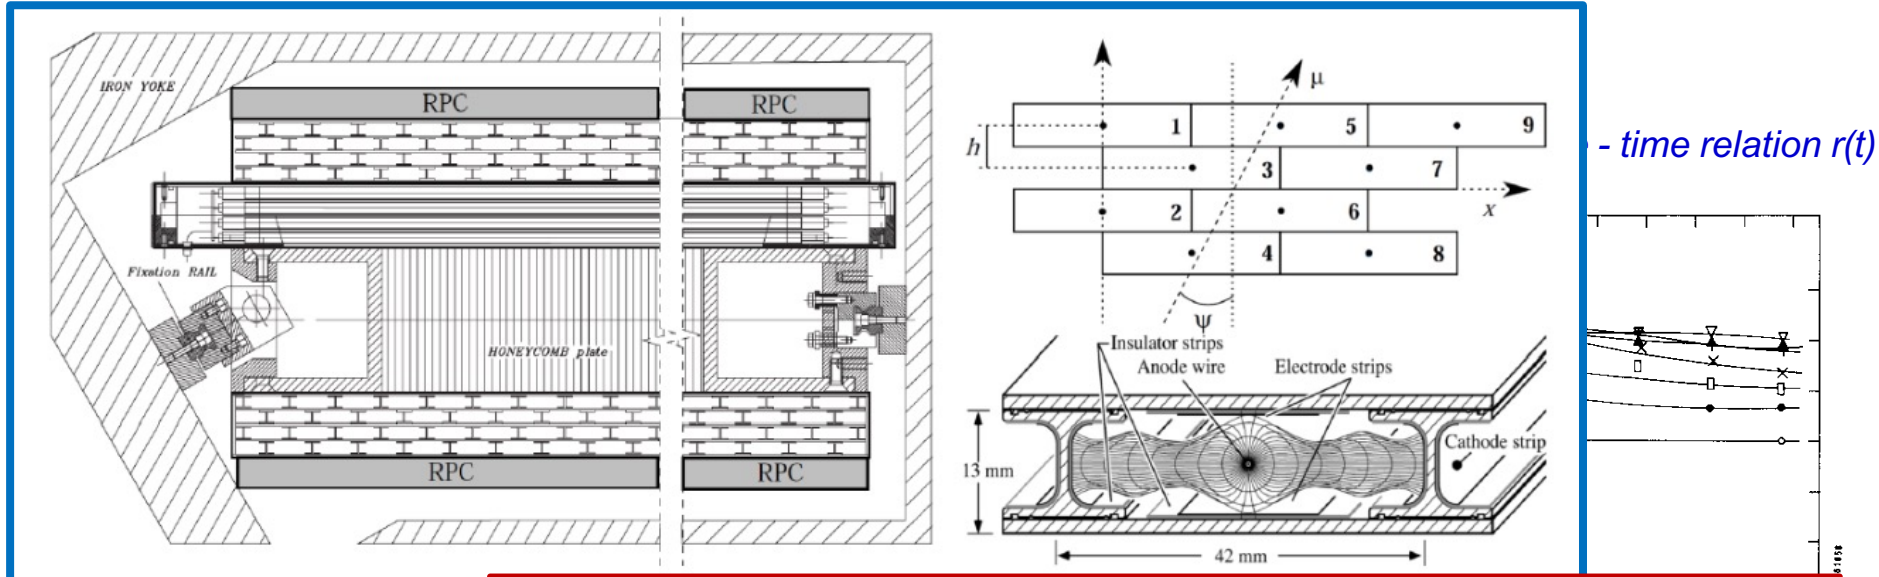 IRON YOKE
RPC
RPC
Fixation RAIL
HONEYCOMB plate
RPC
RPC
μ
1
5
9
h
3
7
x
2
6
4
8
Ψ
Insulator strips
Anode wire
Electrode strips
Cathode strip
13 mm
42 mm
- time relation r(t)